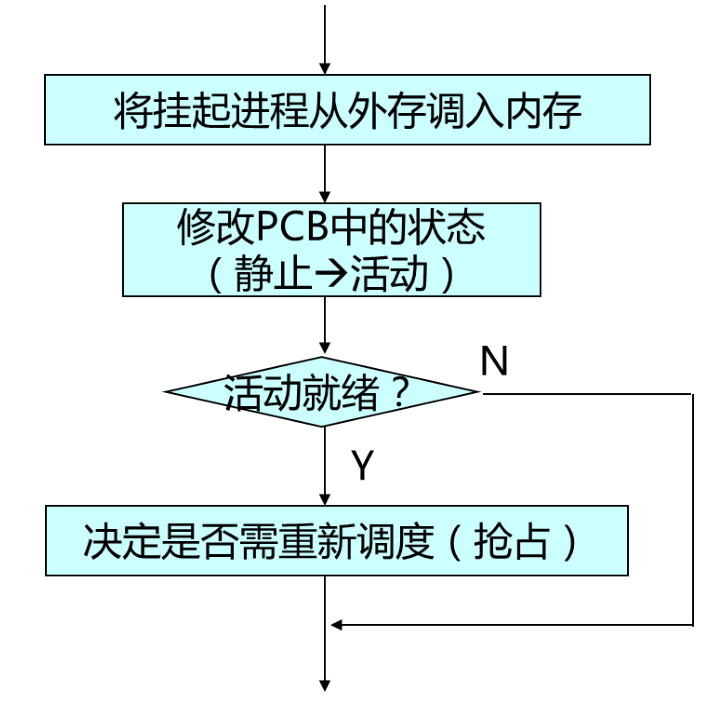 将挂起进程从外存调入内存
修改PCB中的状态
（静止→活动）
活动就绪？
N
Y
决定是否需重新调度（抢占）